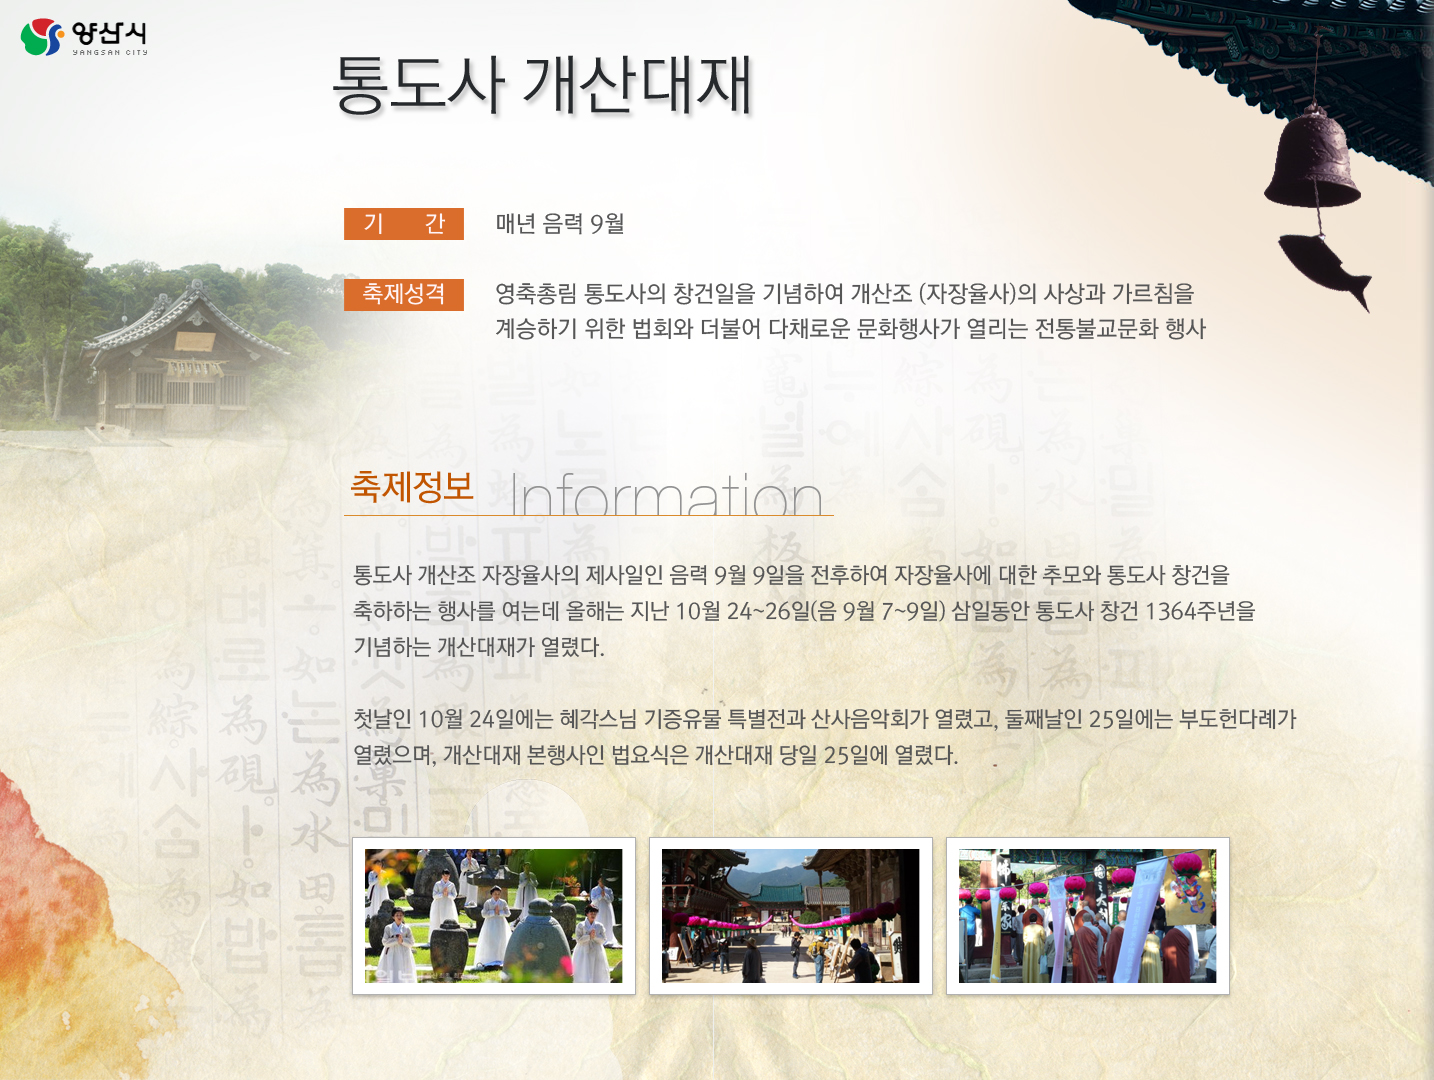 양산시
YANGSAN CITY
통도사 개산대재
기 간
매년 음력 9월
축제성격
영축총림 통도사의 창건일을 기념하여 개산조 (자장율사)의 사상과 가르침을
계승하기 위한 법회와 더불어 다채로운 문화행사가 열리는 전통불교문화 행사
축제정보 Information
통도사 개산조 자장율사의 제사일인 음력 9월 9일을 전후하여 자장율사에 대한 추모와 통도사 창건을
축하하는 행사를 여는데 올해는 지난 10월 24~26일(음 9월 7~9일) 삼일동안 통도사 창건 1364주년을
기념하는 개산대재가 열렸다.
첫날인 10월 24일에는 혜각스님 기증유물 특별전과 산사음악회가 열렸고, 둘째날인 25일에는 부도헌다례가
열렸으며, 개산대재 본행사인 법요식은 개산대재 당일 25일에 열렸다.